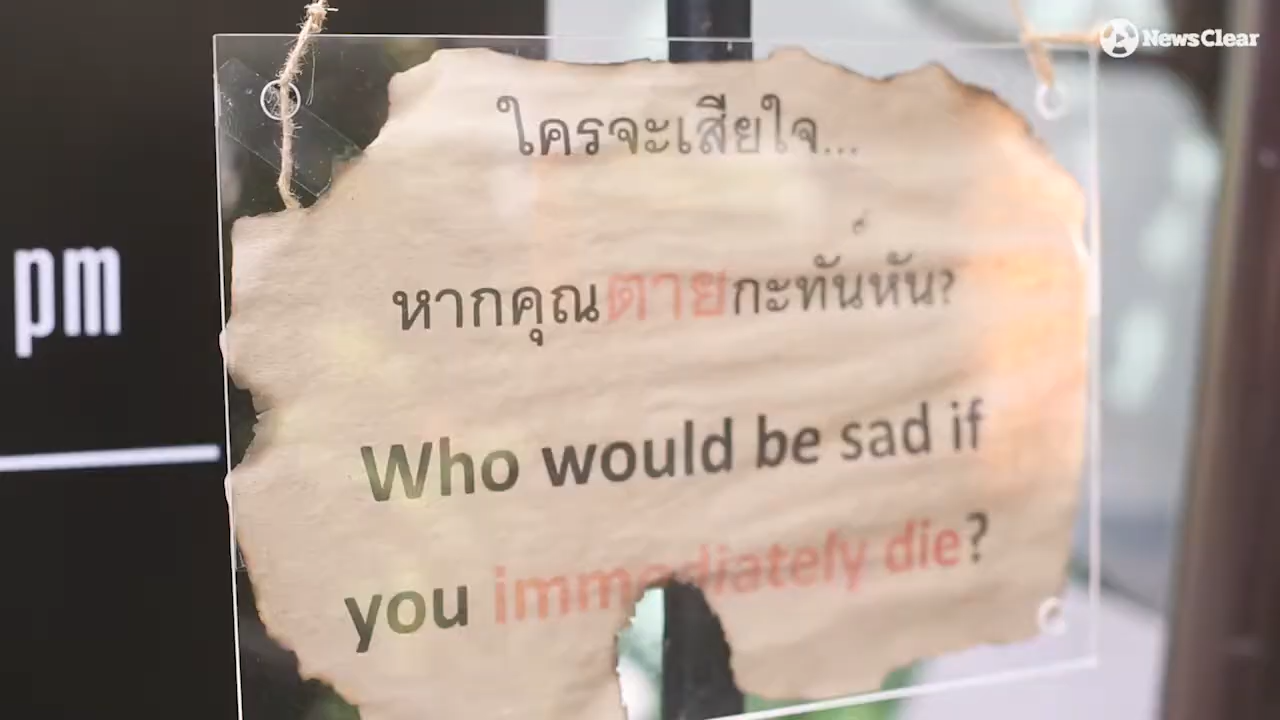 NewsClear
ใครจะเสียใจ...
หากคุณตายกะทันหัน?
pm
Who would be sad if
you immediately die?